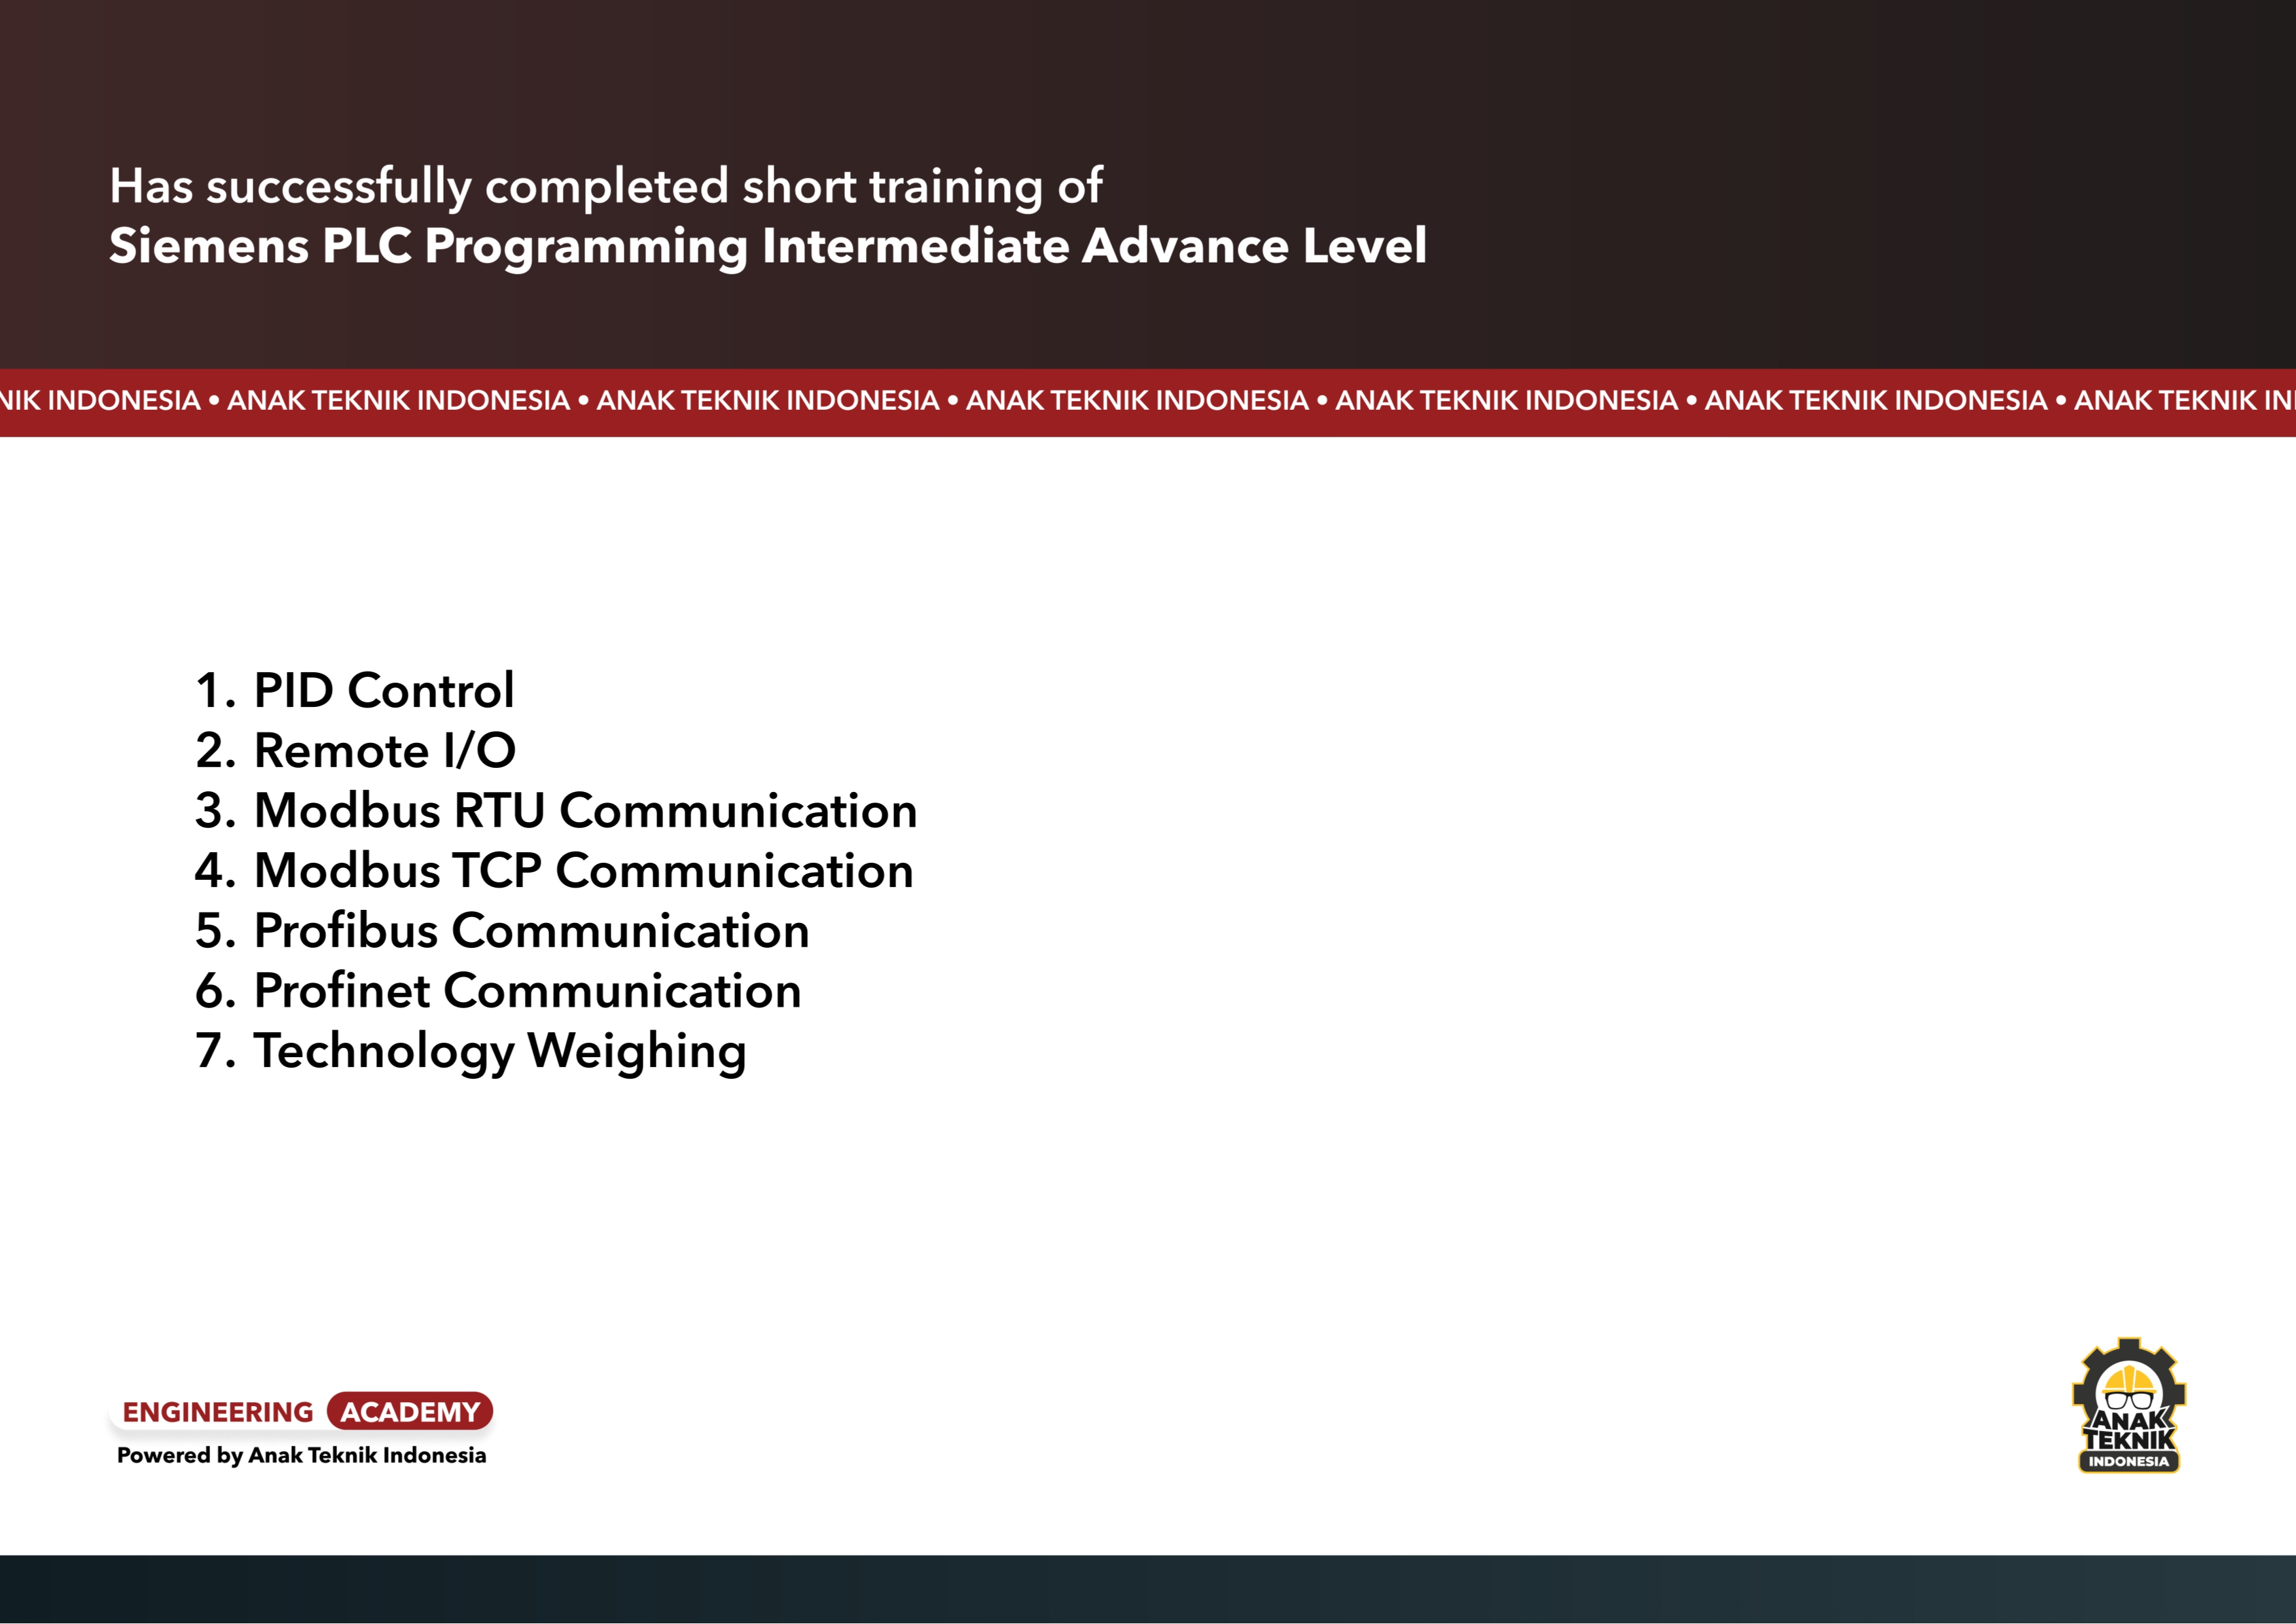 Has successfully completed short training of
Siemens PLC Programming Intermediate Advance Level
NIK INDONESIA • ANAK TEKNIK INDONESIA • ANAK TEKNIK INDONESIA • ANAK TEKNIK INDONESIA • ANAK TEKNIK INDONESIA • ANAK TEKNIK INDONESIA • ANAK TEKNIK IN
1. PID Control
2. Remote I/O
3. Modbus RTU Communication
4. Modbus TCP Communication
5. Profibus Communication
6. Profinet Communication
7. Technology Weighing
ENGINEERING ACADEMY
Powered by Anak Teknik Indonesia
ANAK
TEKNIK
INDONESIA